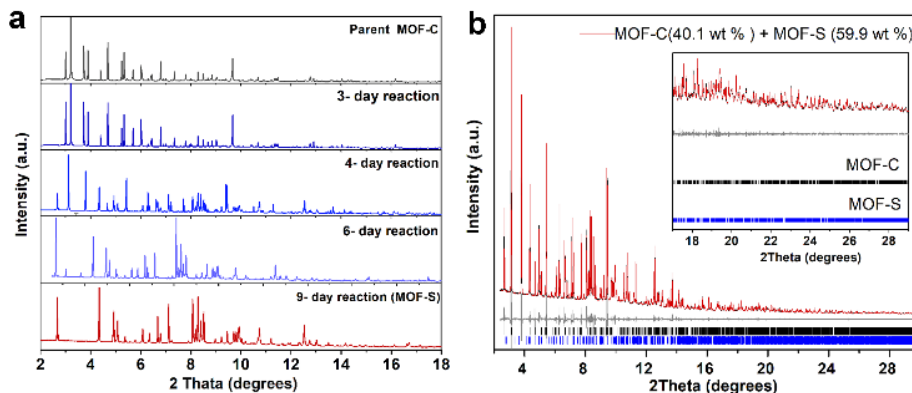 a
Parent MOF-C
3- day reaction
4- day reaction
6- day reaction
9- day reaction (MOF-S)
Intensity (a.u.)
2 4 6 8 10 12 14 16 18
2 Thata (degrees)
b
MOF-C(40.1 wt % ) + MOF-S (59.9 wt %)
MOF-C
MOF-S
17 20 22 24 26 28
2Theta (degrees)
Intensity (a.u.)
4 8 12 16 20 24 28
2Theta (degrees)